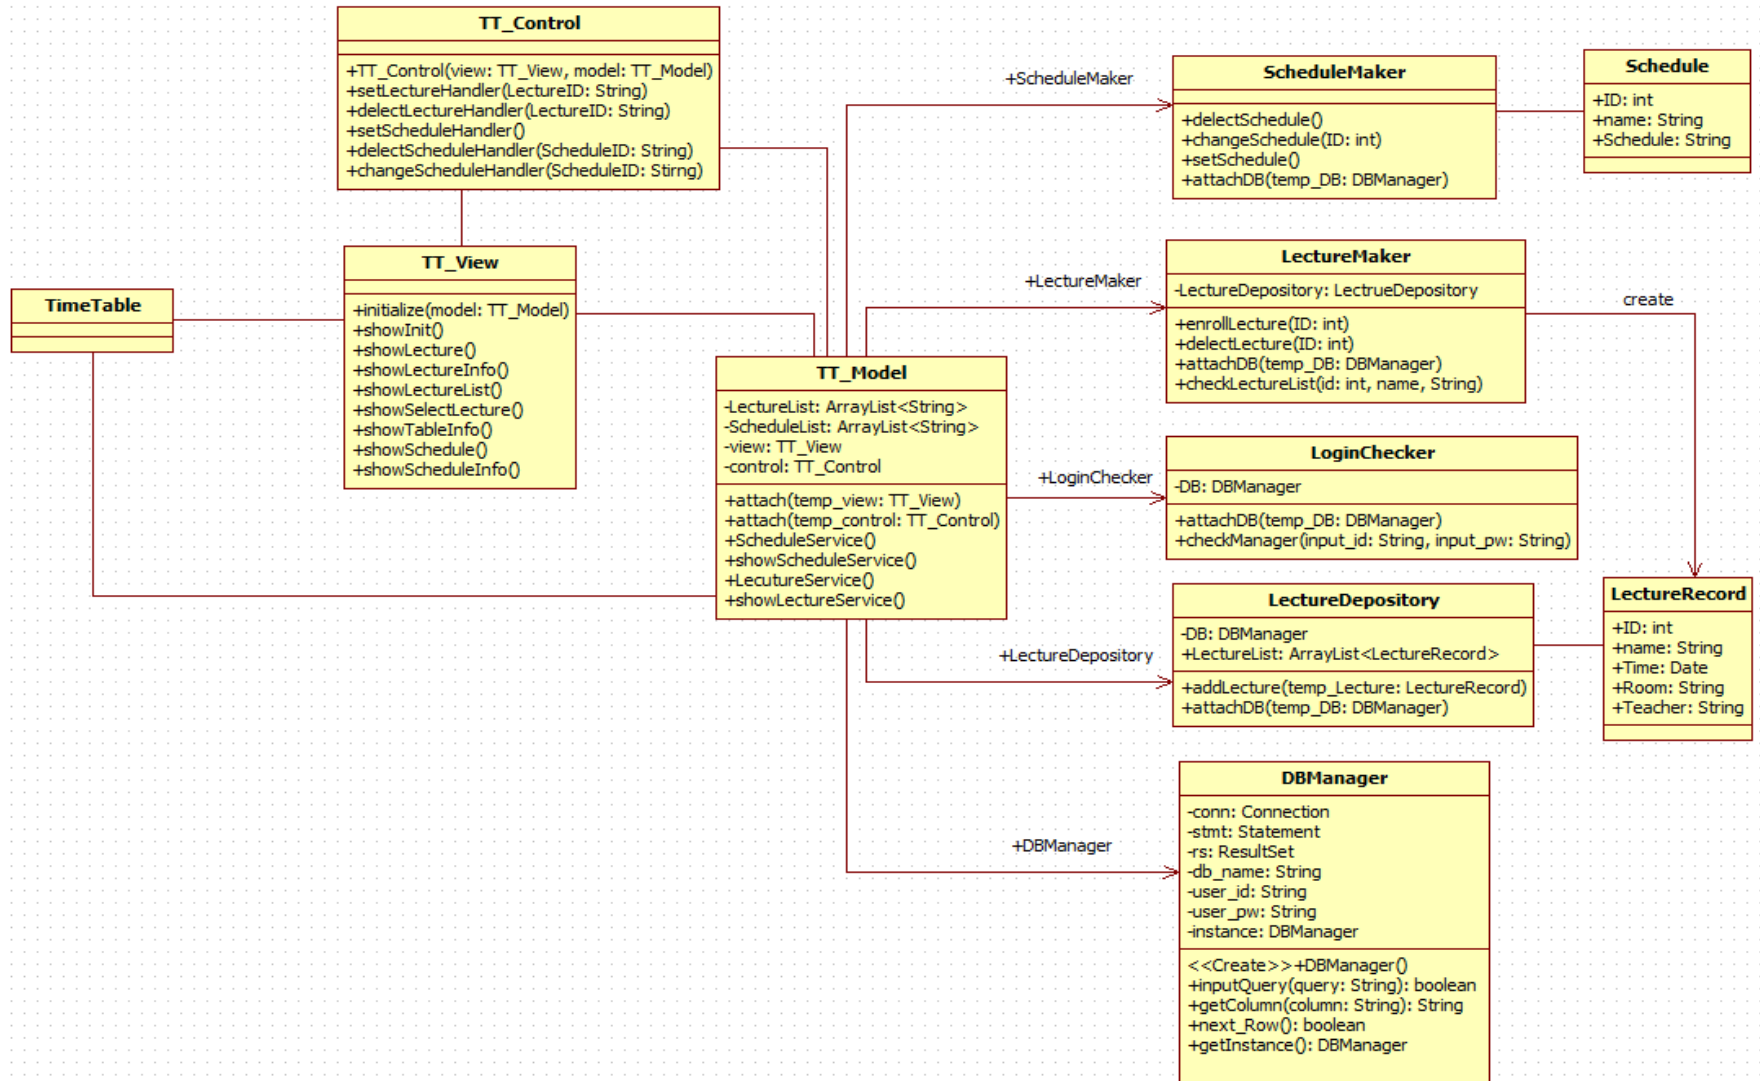 TT_Control
+TT_Control(view: TT_View, model: TT_Model)
+setLectureHandler(LectureID: String)
+delectLectureHandler(LectureID: String)
+setScheduleHandler()
+delectScheduleHandler(ScheduleID: String)
+changeScheduleHandler(ScheduleID: Stirng)
TT_View
+initialize(model: TT_Model)
+showInit()
+showLecture()
+showLectureInfo()
+showLectureList()
+showSelectLecture()
+showTableInfo()
+showSchedule()
+showScheduleInfo()
TimeTable
TT_Model
-LectureList: ArrayList<String>
-ScheduleList: ArrayList<String>
-view: TT_View
-control: TT_Control
+attach(temp_view: TT_View)
+attach(temp_control: TT_Control)
+ScheduleService()
+showScheduleService()
+LecutureService()
+showLectureService()
+ScheduleMaker
ScheduleMaker
+delectSchedule()
+changeSchedule(ID: int)
+setSchedule()
+attachDB(temp_DB: DBManager)
Schedule
+ID: int
+name: String
+Schedule: String
+LectureMaker
LectureMaker
-LectureDepository: LectrueDepository
+enrollLecture(ID: int)
+delectLecture(ID: int)
+attachDB(temp_DB: DBManager)
+checkLectureList(id: int, name, String)
create
+LoginChecker
LoginChecker
-DB: DBManager
+attachDB(temp_DB: DBManager)
+checkManager(input_id: String, input_pw: String)
+LectureDepository
LectureDepository
-DB: DBManager
+LectureList: ArrayList<LectureRecord>
+addLecture(temp_Lecture: LectureRecord)
+attachDB(temp_DB: DBManager)
LectureRecord
+ID: int
+name: String
+Time: Date
+Room: String
+Teacher: String
+DBManager
DBManager
-conn: Connection
-stmt: Statement
-rs: ResultSet
-db_name: String
-user_id: String
-user_pw: String
-instance: DBManager
<<Create>>+DBManager()
+inputQuery(query: String): boolean
+getColumn(column: String): String
+next_Row(): boolean
+getInstance(): DBManager